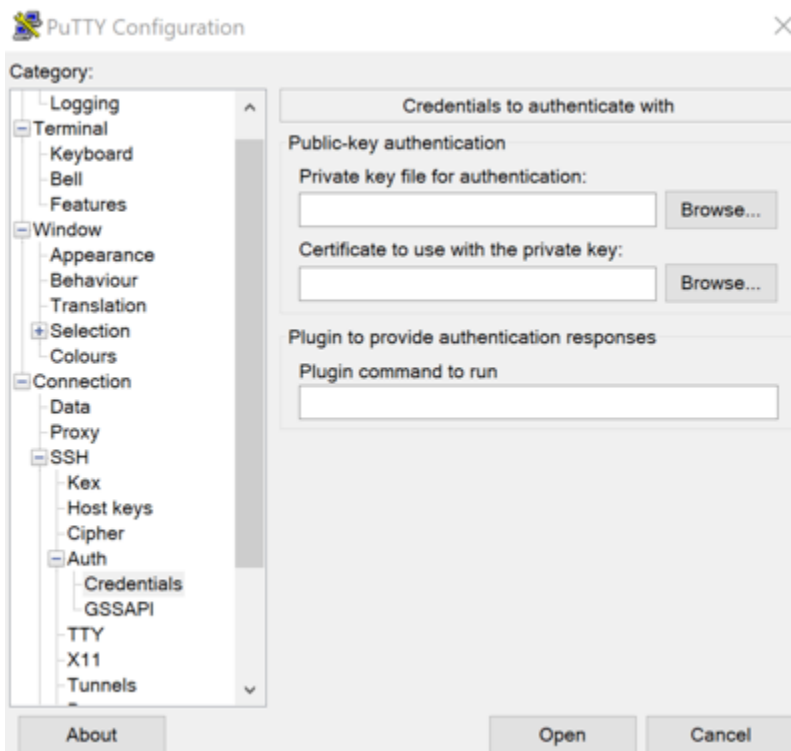 PuTTY Configuration
Category:
Logging
Terminal
Keyboard
Bell
Features
Window
Appearance
Behaviour
Translation
Selection
Colours
Connection
Data
Proxy
SSH
Kex
Host keys
Cipher
Auth
Credentials
GSSAPI
TTY
X11
Tunnels
Credentials to authenticate with
Public-key authentication
Private key file for authentication:
Browse...
Certificate to use with the private key:
Browse...
Plugin to provide authentication responses
Plugin command to run
About
Open
Cancel